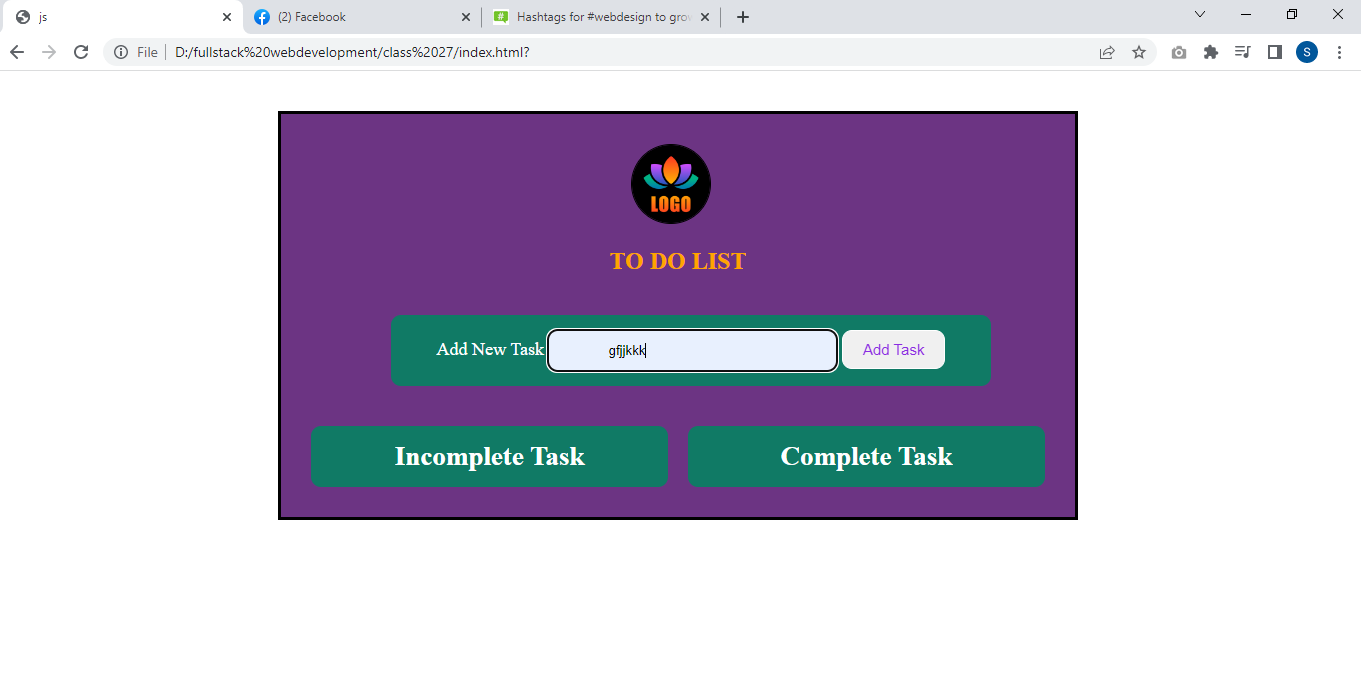 js
(2) Facebook
Hashtags for #webdesign to grow
File
D:/fullstack%20webdevelopment/class%2027/index.html?
S
LOGO
TO DO LIST
Add New Task
gfjjkkk
Add Task
Incomplete Task
Complete Task